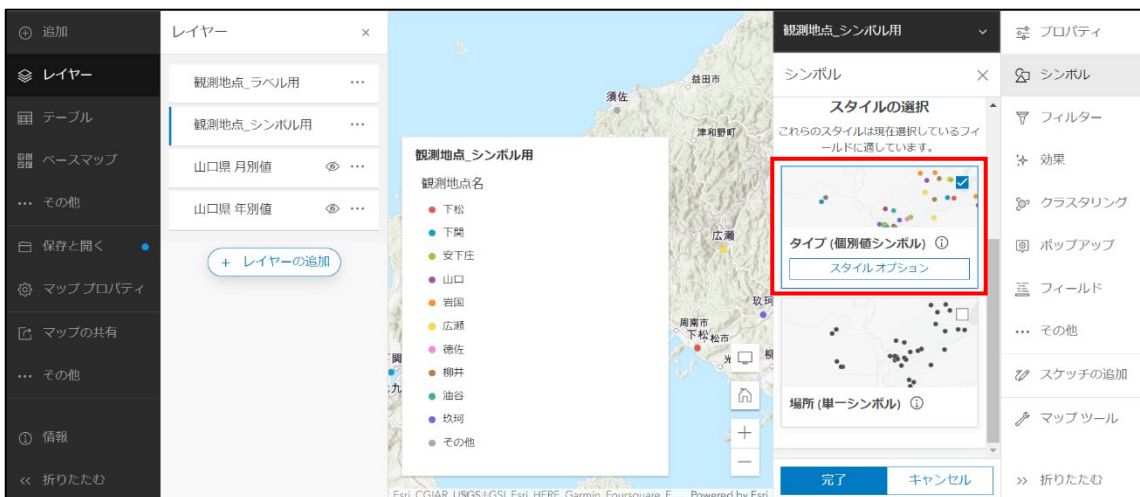 追加
レイヤー
テーブル
ベースマップ
その他
保存と開く
マップ プロパティ
マップの共有
その他
情報
折りたたむ
レイヤー
観測地点_ラベル用
観測地点_シンボル用
山口県 月別値
山口県 年別値
+ レイヤーの追加
益田市
須佐
津和野町
広瀬
玖珂
周南市
下松
松市
光
柳
関
九
観測地点_シンボル用
観測地点名
下松
下関
安下庄
山口
岩国
広瀬
徳佐
柳井
油谷
玖珂
その他
Esri, CGIAR, USGS | GSI, Esri, HERE, Garmin, Foursquare, F
Powered by Esri
観測地点_シンボル用
シンボル
スタイルの選択
これらのスタイルは現在選択しているフィ
ールドに適しています。
タイプ (個別値シンボル)
スタイル オプション
場所 (単一シンボル)
完了
キャンセル
プロパティ
シンボル
フィルター
効果
クラスタリング
ポップアップ
フィールド
その他
スケッチの追加
マップ ツール
折りたたむ